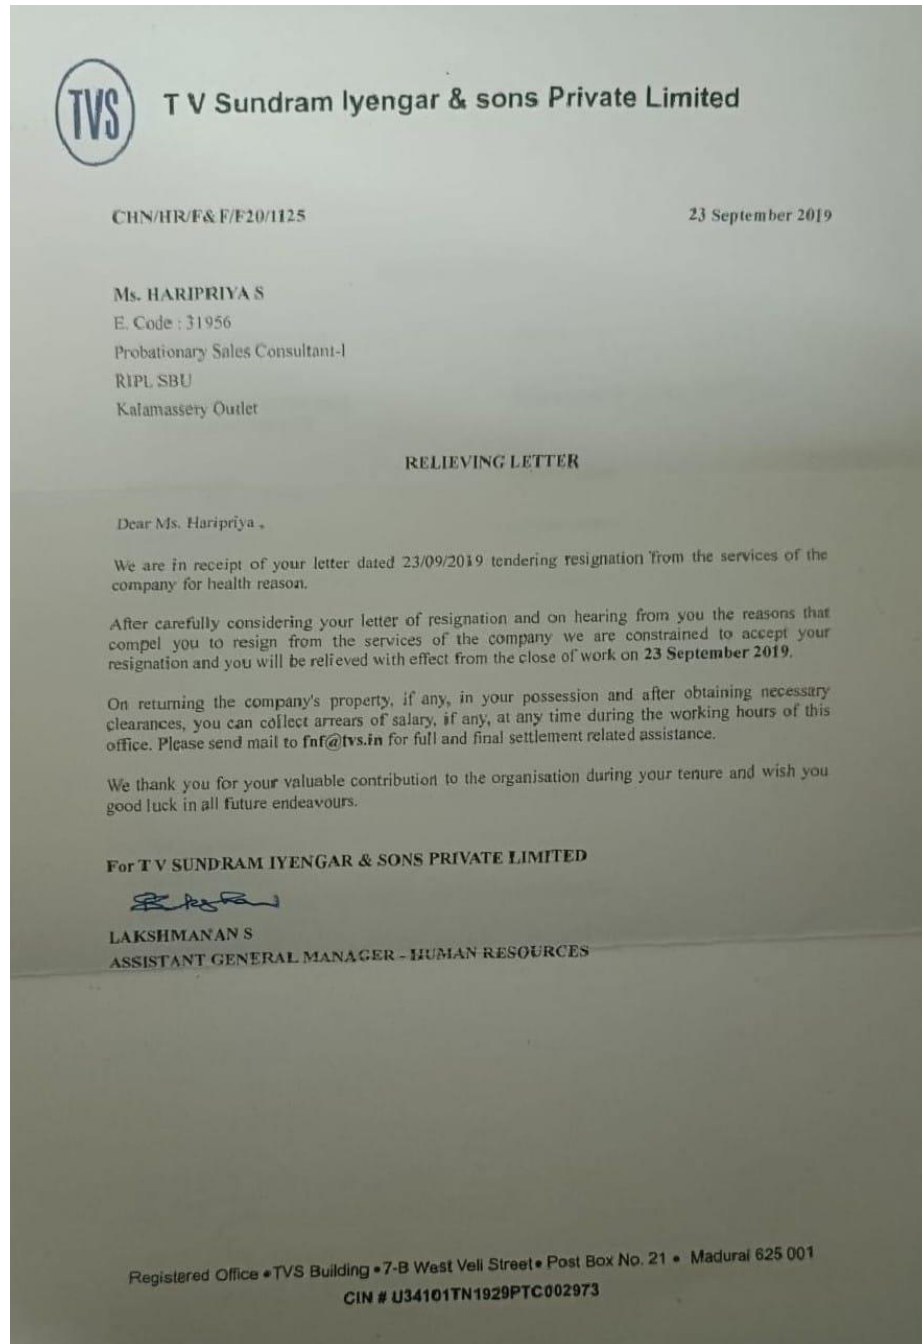 TVS
T V Sundram Iyengar & sons Private Limited
CHN/HR/F& F/F20/1125
23 September 2019
Ms. HARIPRIYA S
E. Code : 31956
Probationary Sales Consultant-I
RIPL SBU
Kalamassery Outlet
RELIEVING LETTER
Dear Ms. Haripriya ,
We are in receipt of your letter dated 23/09/2019 tendering resignation from the services of the
company for health reason.
After carefully considering your letter of resignation and on hearing from you the reasons that
compel you to resign from the services of the company we are constrained to accept your
resignation and you will be relieved with effect from the close of work on 23 September 2019.
On returning the company's property, if any, in your possession and after obtaining necessary
clearances, you can collect arrears of salary, if any, at any time during the working hours of this
office. Please send mail to fnf@tvs.in for full and final settlement related assistance.
We thank you for your valuable contribution to the organisation during your tenure and wish you
good luck in all future endeavours.
For T V SUNDRAM IYENGAR & SONS PRIVATE LIMITED
LAKSHMANAN S
ASSISTANT GENERAL MANAGER - HUMAN RESOURCES
Registered Office • TVS Building • 7-B West Veli Street • Post Box No. 21 • Madurai 625 001
CIN # U34101TN1929PTC002973